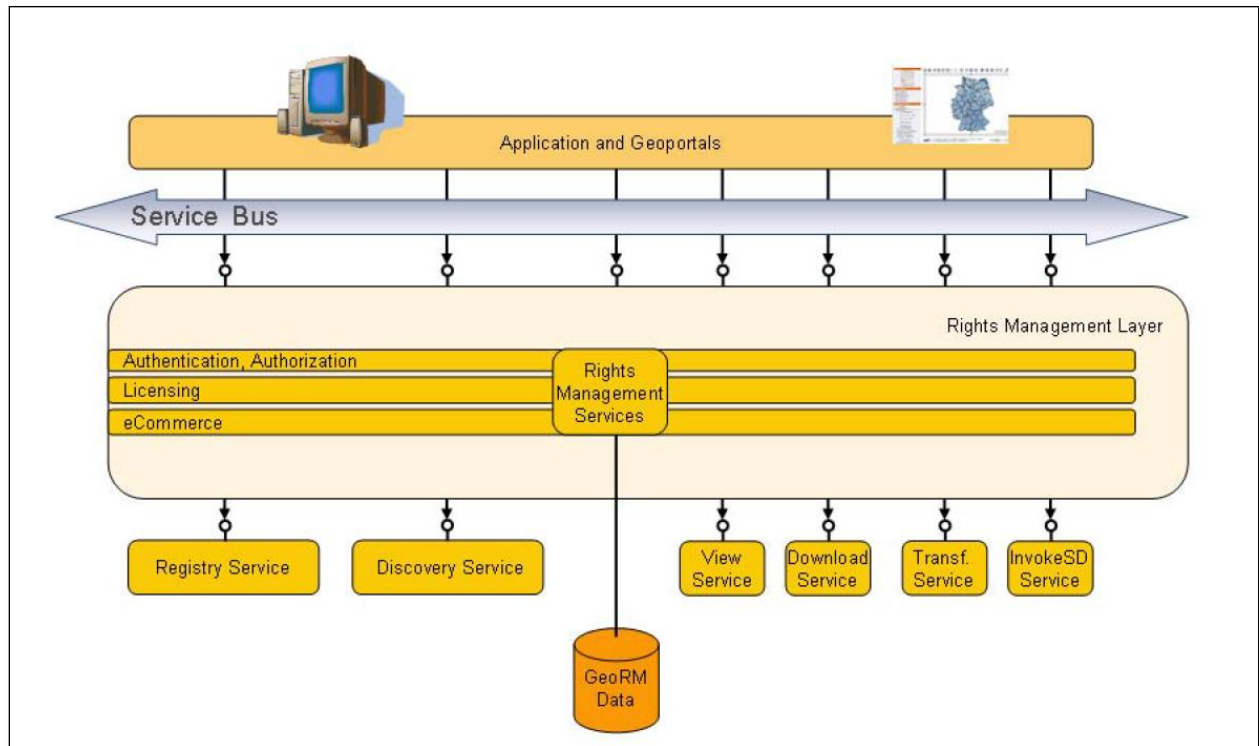 Application and Geoportals
Service Bus
Rights Management Layer
Authentication, Authorization
Licensing
eCommerce
Rights
Management
Services
Registry Service
Discovery Service
View
Service
Download
Service
Transf.
Service
InvokeSD
Service
GeoRM
Data